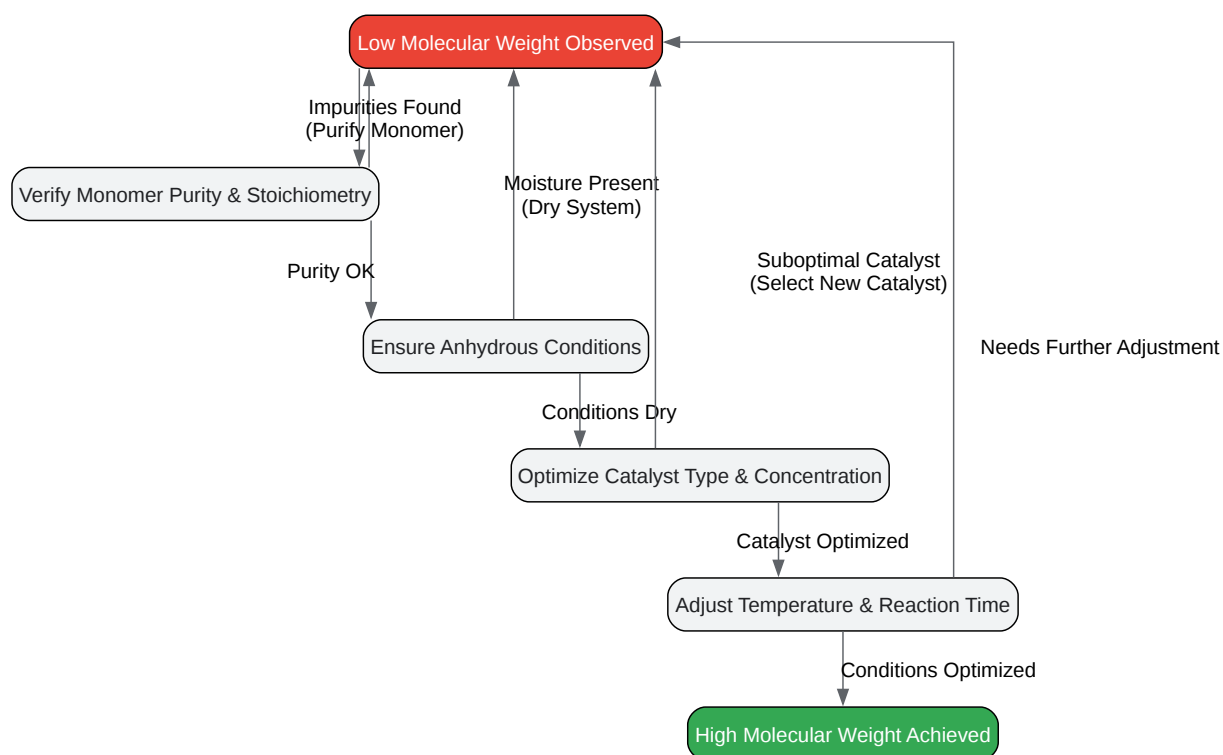 Low Molecular Weight Observed
Impurities Found
(Purify Monomer)
Verify Monomer Purity & Stoichiometry
Moisture Present
(Dry System)
Purity OK
Suboptimal Catalyst
(Select New Catalyst)
Ensure Anhydrous Conditions
Needs Further Adjustment
Conditions Dry
Optimize Catalyst Type & Concentration
Catalyst Optimized
Adjust Temperature & Reaction Time
Conditions Optimized
High Molecular Weight Achieved